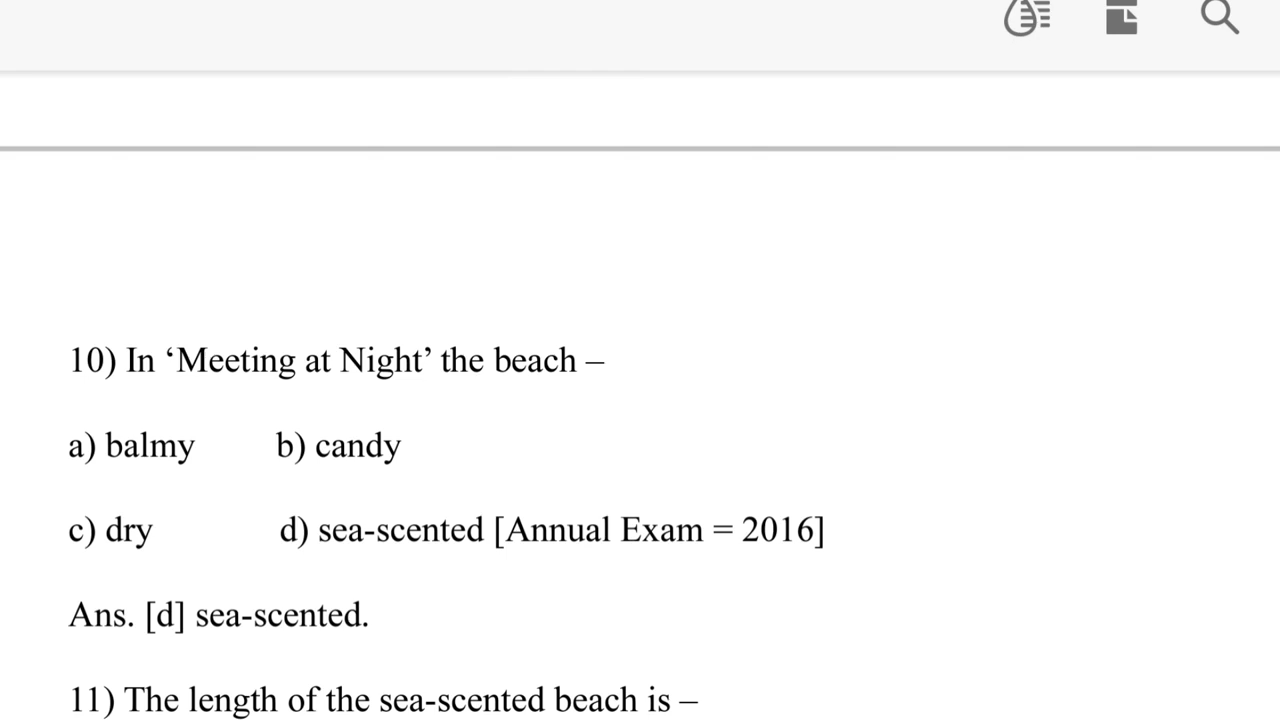 10) In ‘Meeting at Night’ the beach –
a) balmy b) candy
c) dry d) sea-scented [Annual Exam = 2016]
Ans. [d] sea-scented.
11) The length of the sea-scented beach is –